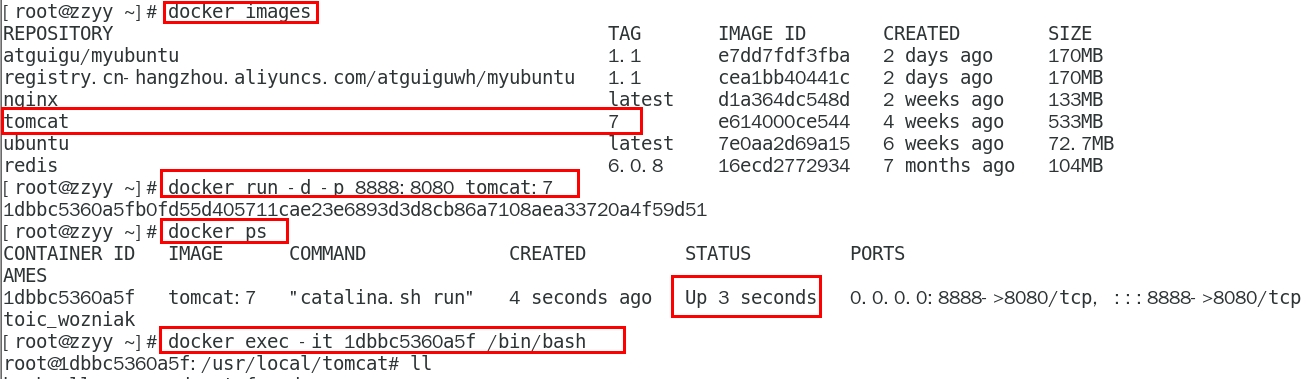 [root@zzyy ~]# docker images
REPOSITORY TAG IMAGE ID CREATED SIZE
atguigu/myubuntu 1.1 e7dd7fdf3fba 2 days ago 170MB
registry.cn-hangzhou.aliyuncs.com/atguiguwh/myubuntu 1.1 cea1bb40441c 2 days ago 170MB
nginx latest d1a364dc548d 2 weeks ago 133MB
tomcat 7 e614000ce544 4 weeks ago 533MB
ubuntu latest 7e0aa2d69a15 6 weeks ago 72.7MB
redis 6.0.8 16ecd2772934 7 months ago 104MB
[root@zzyy ~]# docker run -d -p 8888:8080 tomcat:7
1dbbc5360a5fb0fd55d405711cae23e6893d3d8cb86a7108aea33720a4f59d51
[root@zzyy ~]# docker ps
CONTAINER ID IMAGE COMMAND CREATED STATUS PORTS
AMES
1dbbc5360a5f tomcat:7 "catalina.sh run" 4 seconds ago Up 3 seconds 0.0.0.0:8888->8080/tcp, :::8888->8080/tcp
toic_wozniak
[root@zzyy ~]# docker exec -it 1dbbc5360a5f /bin/bash
root@1dbbc5360a5f:/usr/local/tomcat# ll